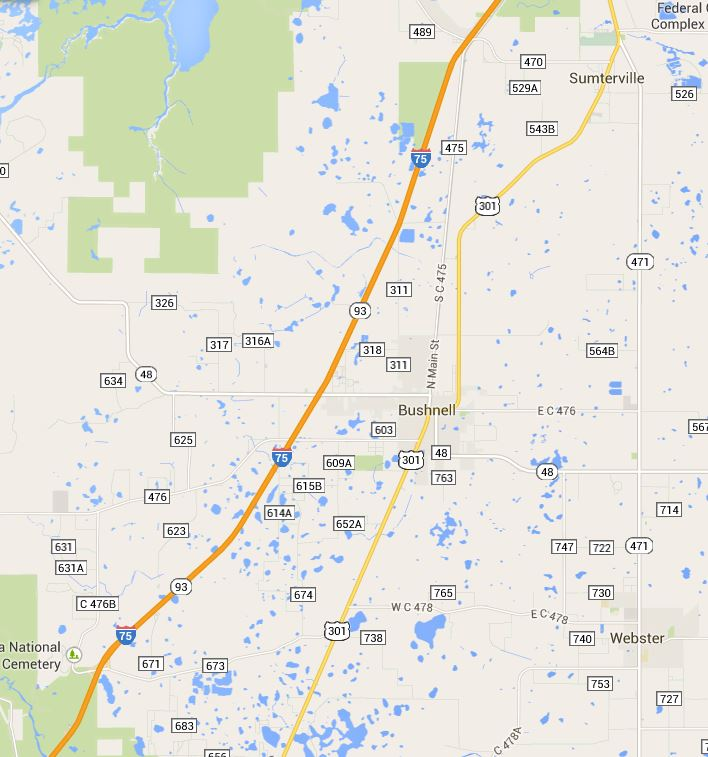 Federal C
Complex
489
470
Sumterville
529A
526
543B
475
75
301
471
S C 475
326
311
93
317
316A
318
564B
311
N Main St
634
48
Bushnell
E C 476
567
603
625
48
75
609A
301
763
48
476
615B
614A
714
652A
623
631
747
722
471
631A
93
674
765
730
C 476B
W C 478
E C 478
75
301
738
740
Webster
a National
Cemetery
671
673
753
727
683
C 478A
656